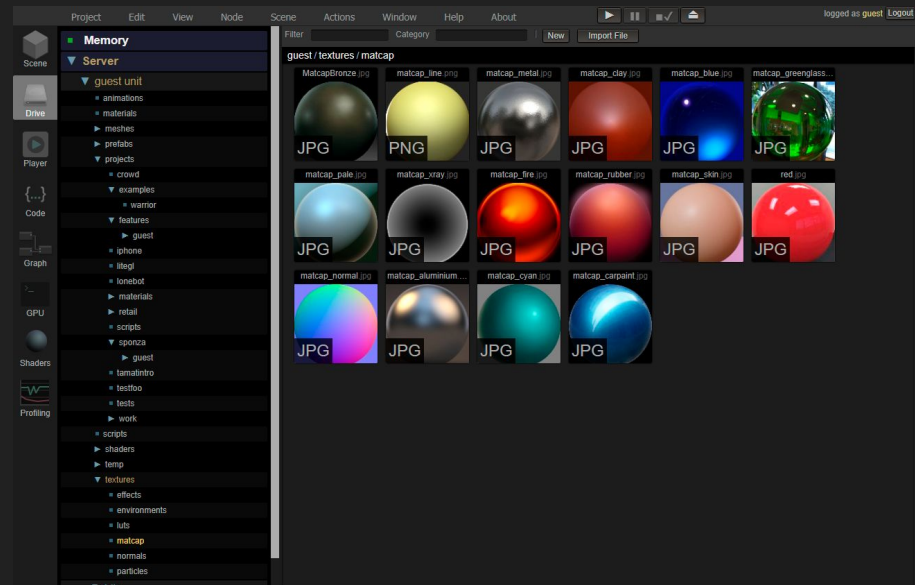 Project Edit View Node Scene Actions Window Help About
logged as guest Logout
Scene
Drive
Player
{...}
Code
Graph
>_
GPU
Shaders
Profiling
Memory
Server
guest unit
animations
materials
meshes
prefabs
projects
crowd
examples
warrior
features
guest
iphone
litegl
lonebot
materials
retail
scripts
sponza
guest
tamatintro
testfoo
tests
work
scripts
shaders
temp
textures
effects
environments
luts
matcap
normals
particles
Filter Category New Import File
guest / textures / matcap
MatcapBronze.jpg matcap_line.png matcap_metal.jpg matcap_clay.jpg matcap_blue.jpg matcap_greenglass...
JPG PNG JPG JPG JPG JPG
matcap_pale.jpg matcap_xray.jpg matcap_fire.jpg matcap_rubber.jpg matcap_skin.jpg red.jpg
JPG JPG JPG JPG JPG JPG
matcap_normal.jpg matcap_aluminium... matcap_cyan.jpg matcap_carpaint.jpg
JPG JPG JPG JPG